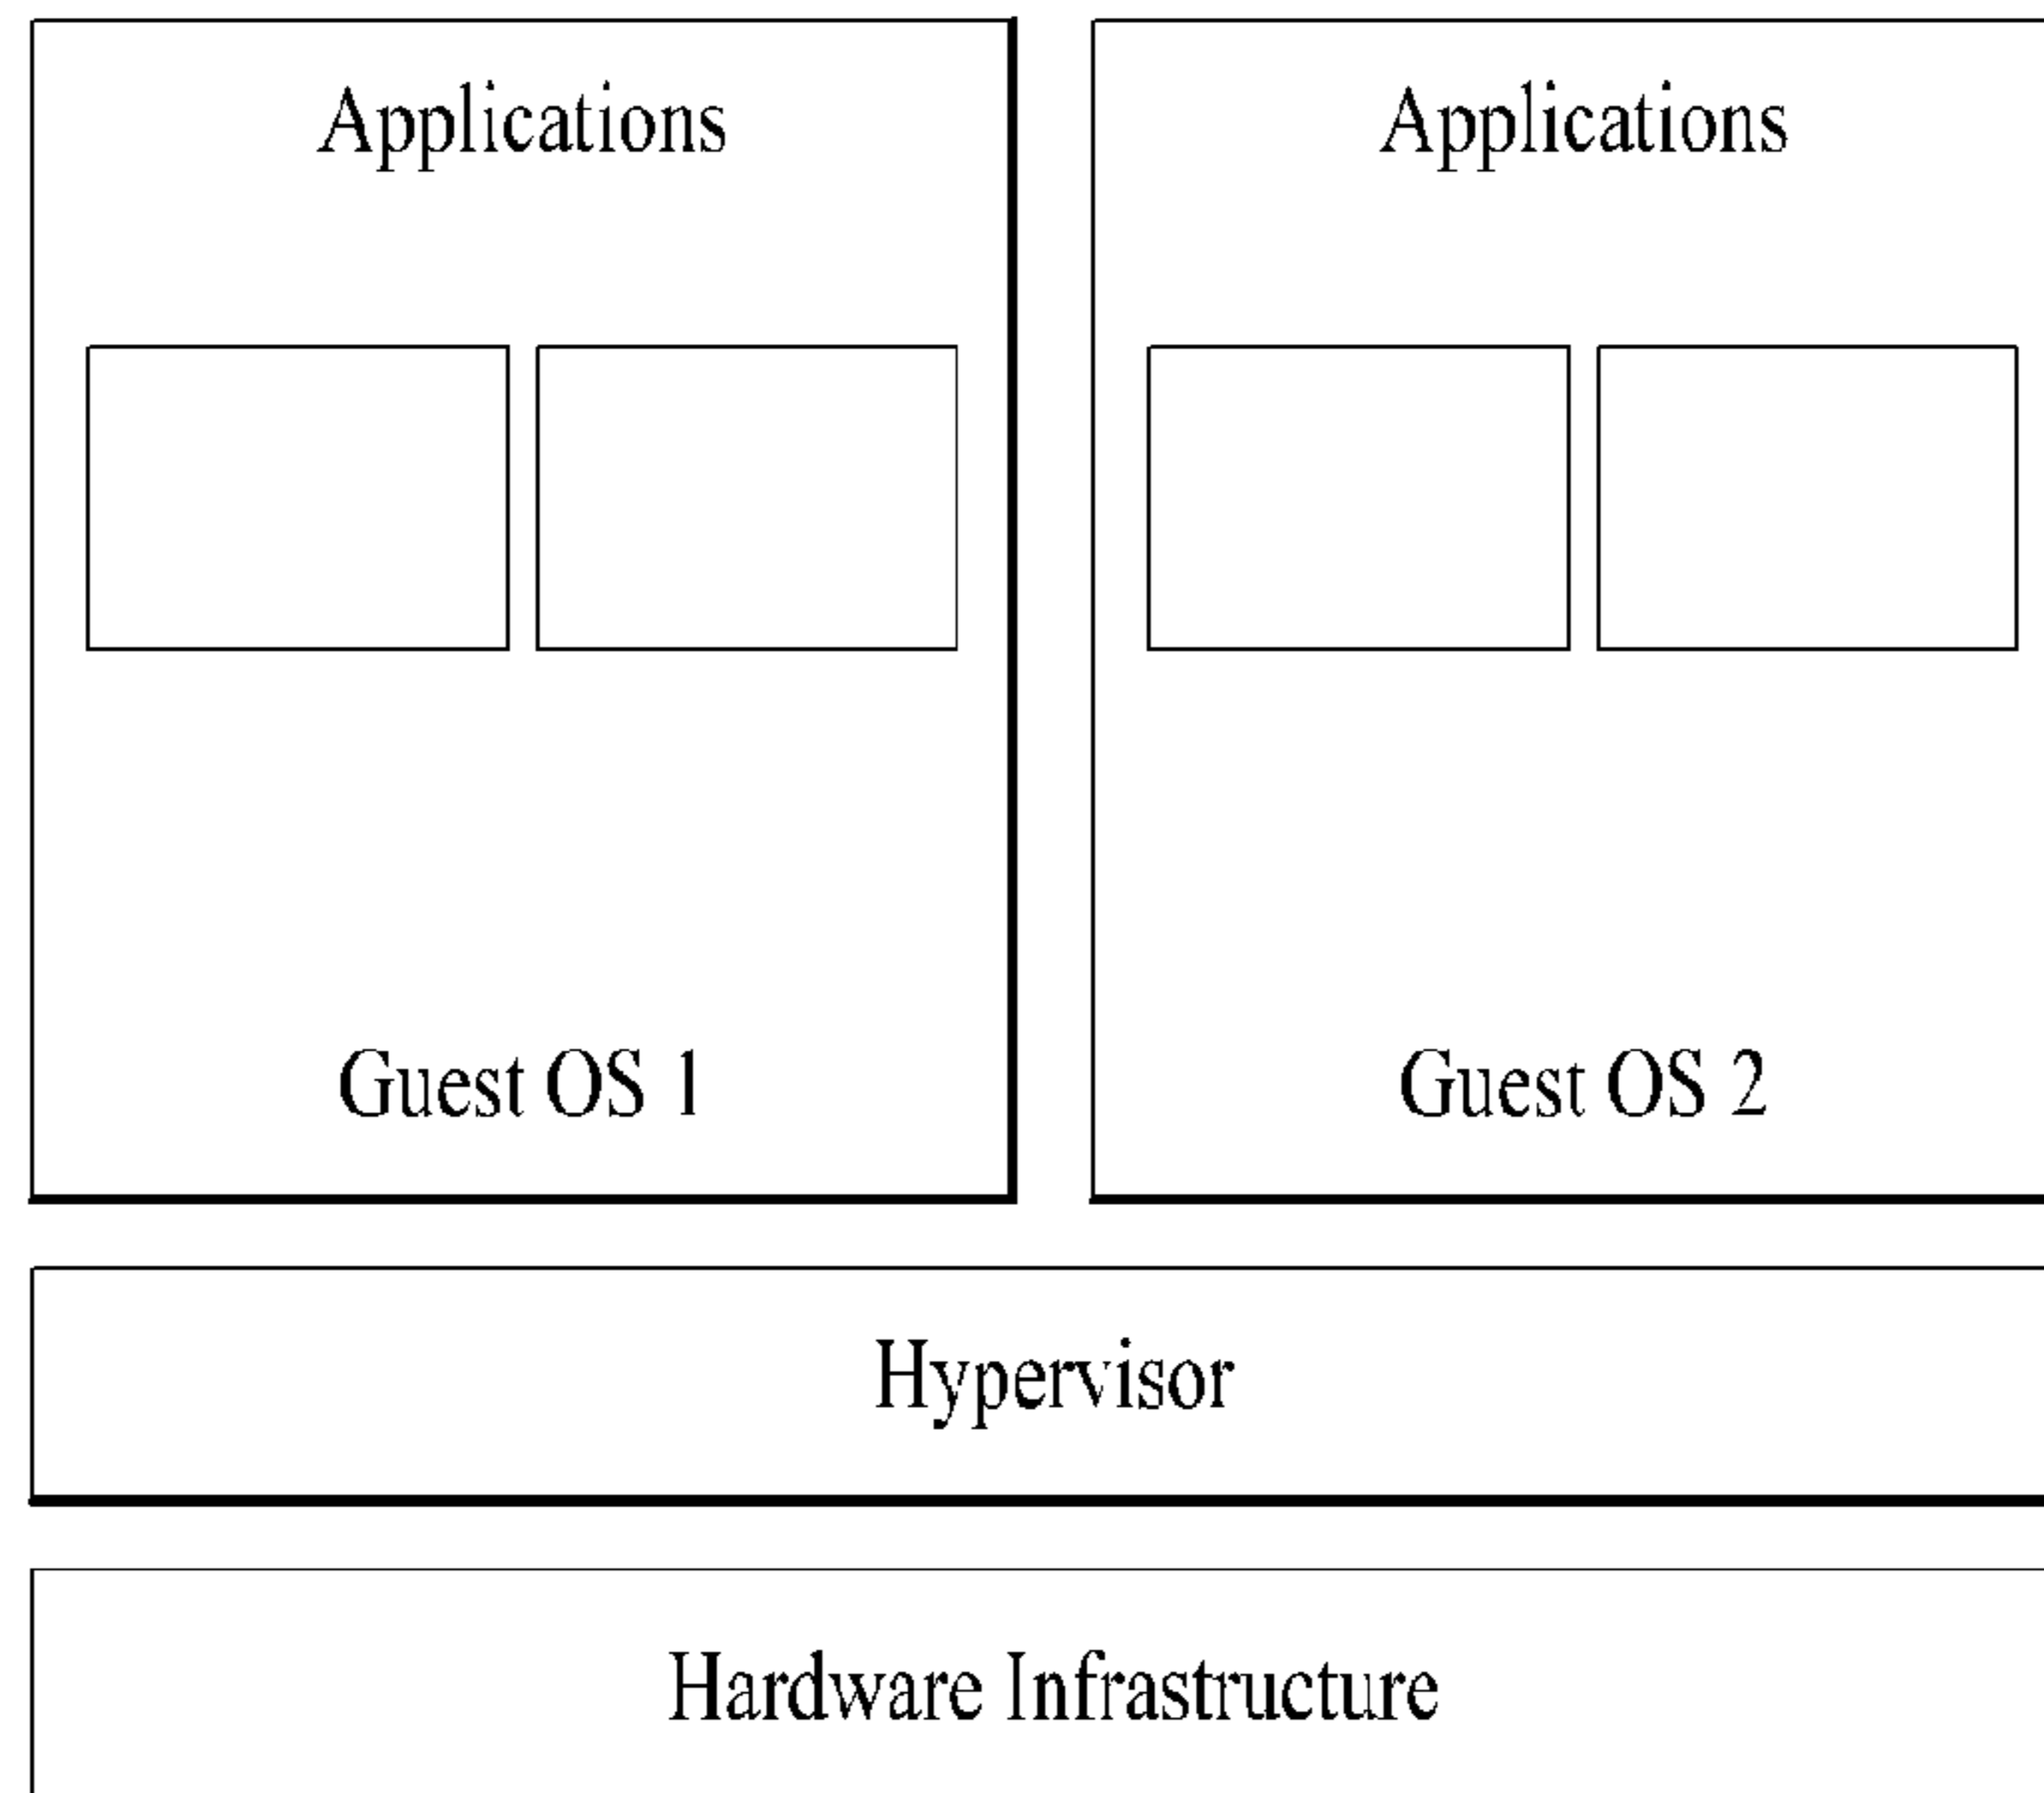 Applications
Applications
Guest OS 1
Guest OS 2
Hypervisor
Hardware Infrastructure